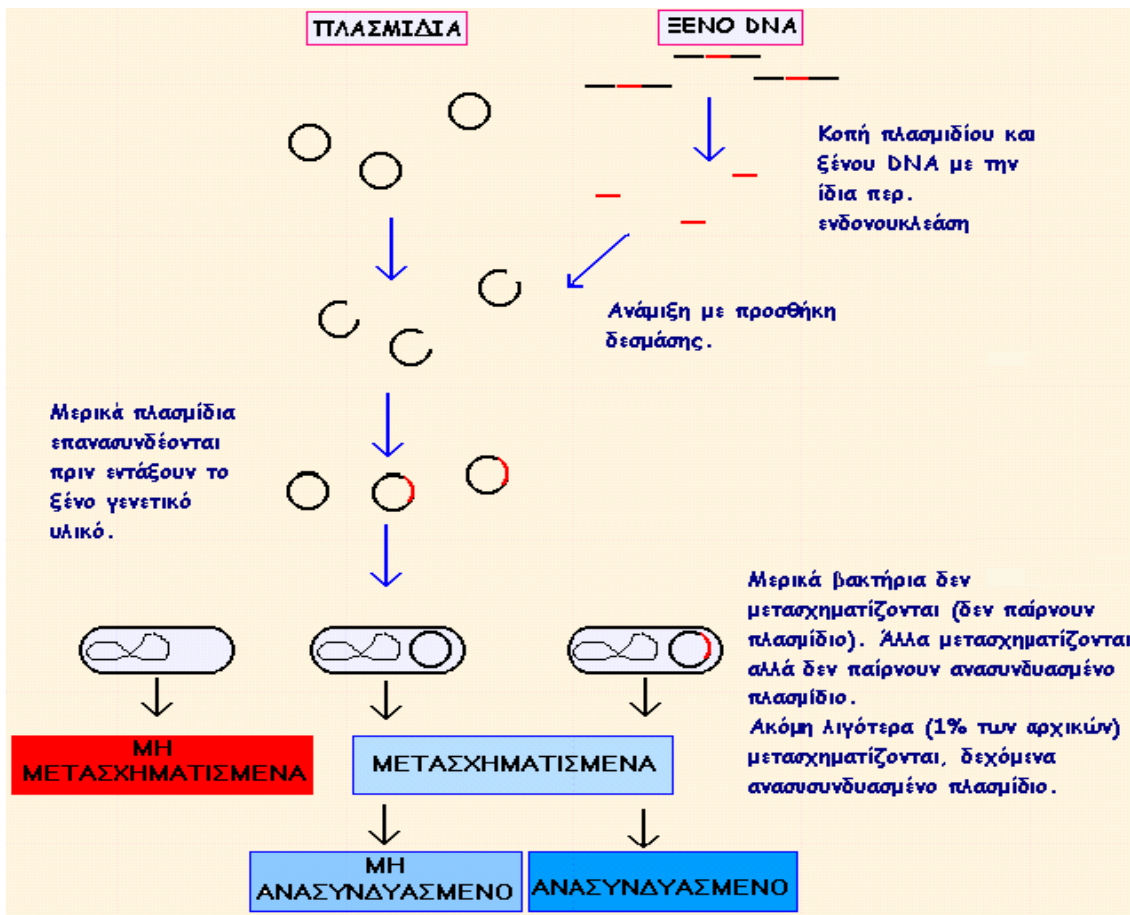 ΠΛΑΣΜΙΔΙΑ
ΞΕΝΟ DNA
Κοπή πλασμιδίου και
ξένου DNA με την
ίδια περ.
ενδονουκλεάση
Ανάμιξη με προσθήκη
δεσμάσης.
Μερικά πλασμίδια
επανασυνδέονται
πριν εντάξουν το
ξένο γενετικό
υλικό.
Μερικά βακτήρια δεν
μετασχηματίζονται (δεν παίρνουν
πλασμίδιο). Άλλα μετασχηματίζονται
αλλά δεν παίρνουν ανασυνδυασμένο
πλασμίδιο.
Ακόμη λιγότερα (1% των αρχικών)
μετασχηματίζονται, δεχόμενα
ανασυσυνδυασμένο πλασμίδιο.
ΜΗ
ΜΕΤΑΣΧΗΜΑΤΙΣΜΕΝΑ
ΜΕΤΑΣΧΗΜΑΤΙΣΜΕΝΑ
ΜΗ
ΑΝΑΣΥΝΔΥΑΣΜΕΝΟ
ΑΝΑΣΥΝΔΥΑΣΜΕΝΟ